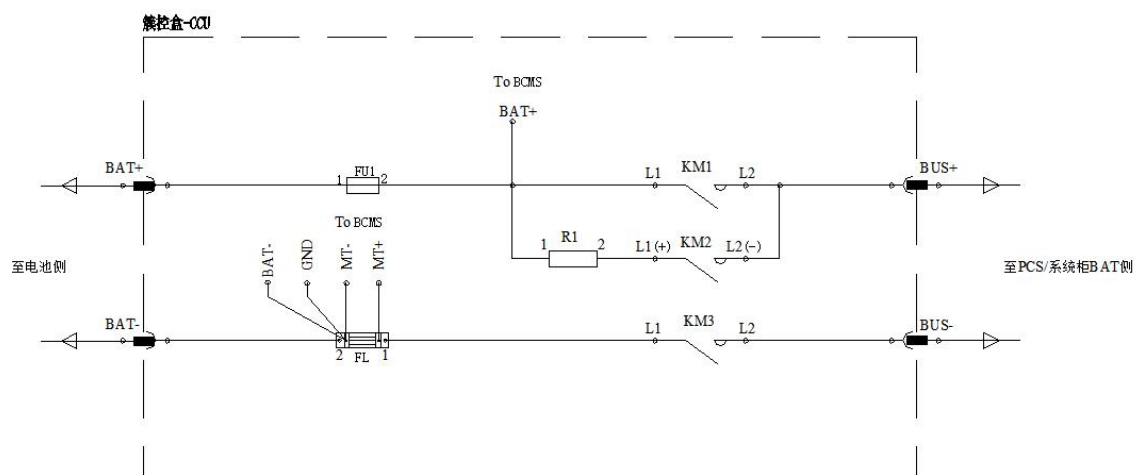 簇控盒-CCU
To BCMS
BAT+
BAT+
1
FU1
2
L1
KM1
L2
BUS+
To BCMS
BAT-
GND
MT-
MT+
1
R1
2
L1(+)
KM2
L2(-)
至电池侧
至PCS/系统柜BAT侧
BAT-
2
FL
1
L1
KM3
L2
BUS-